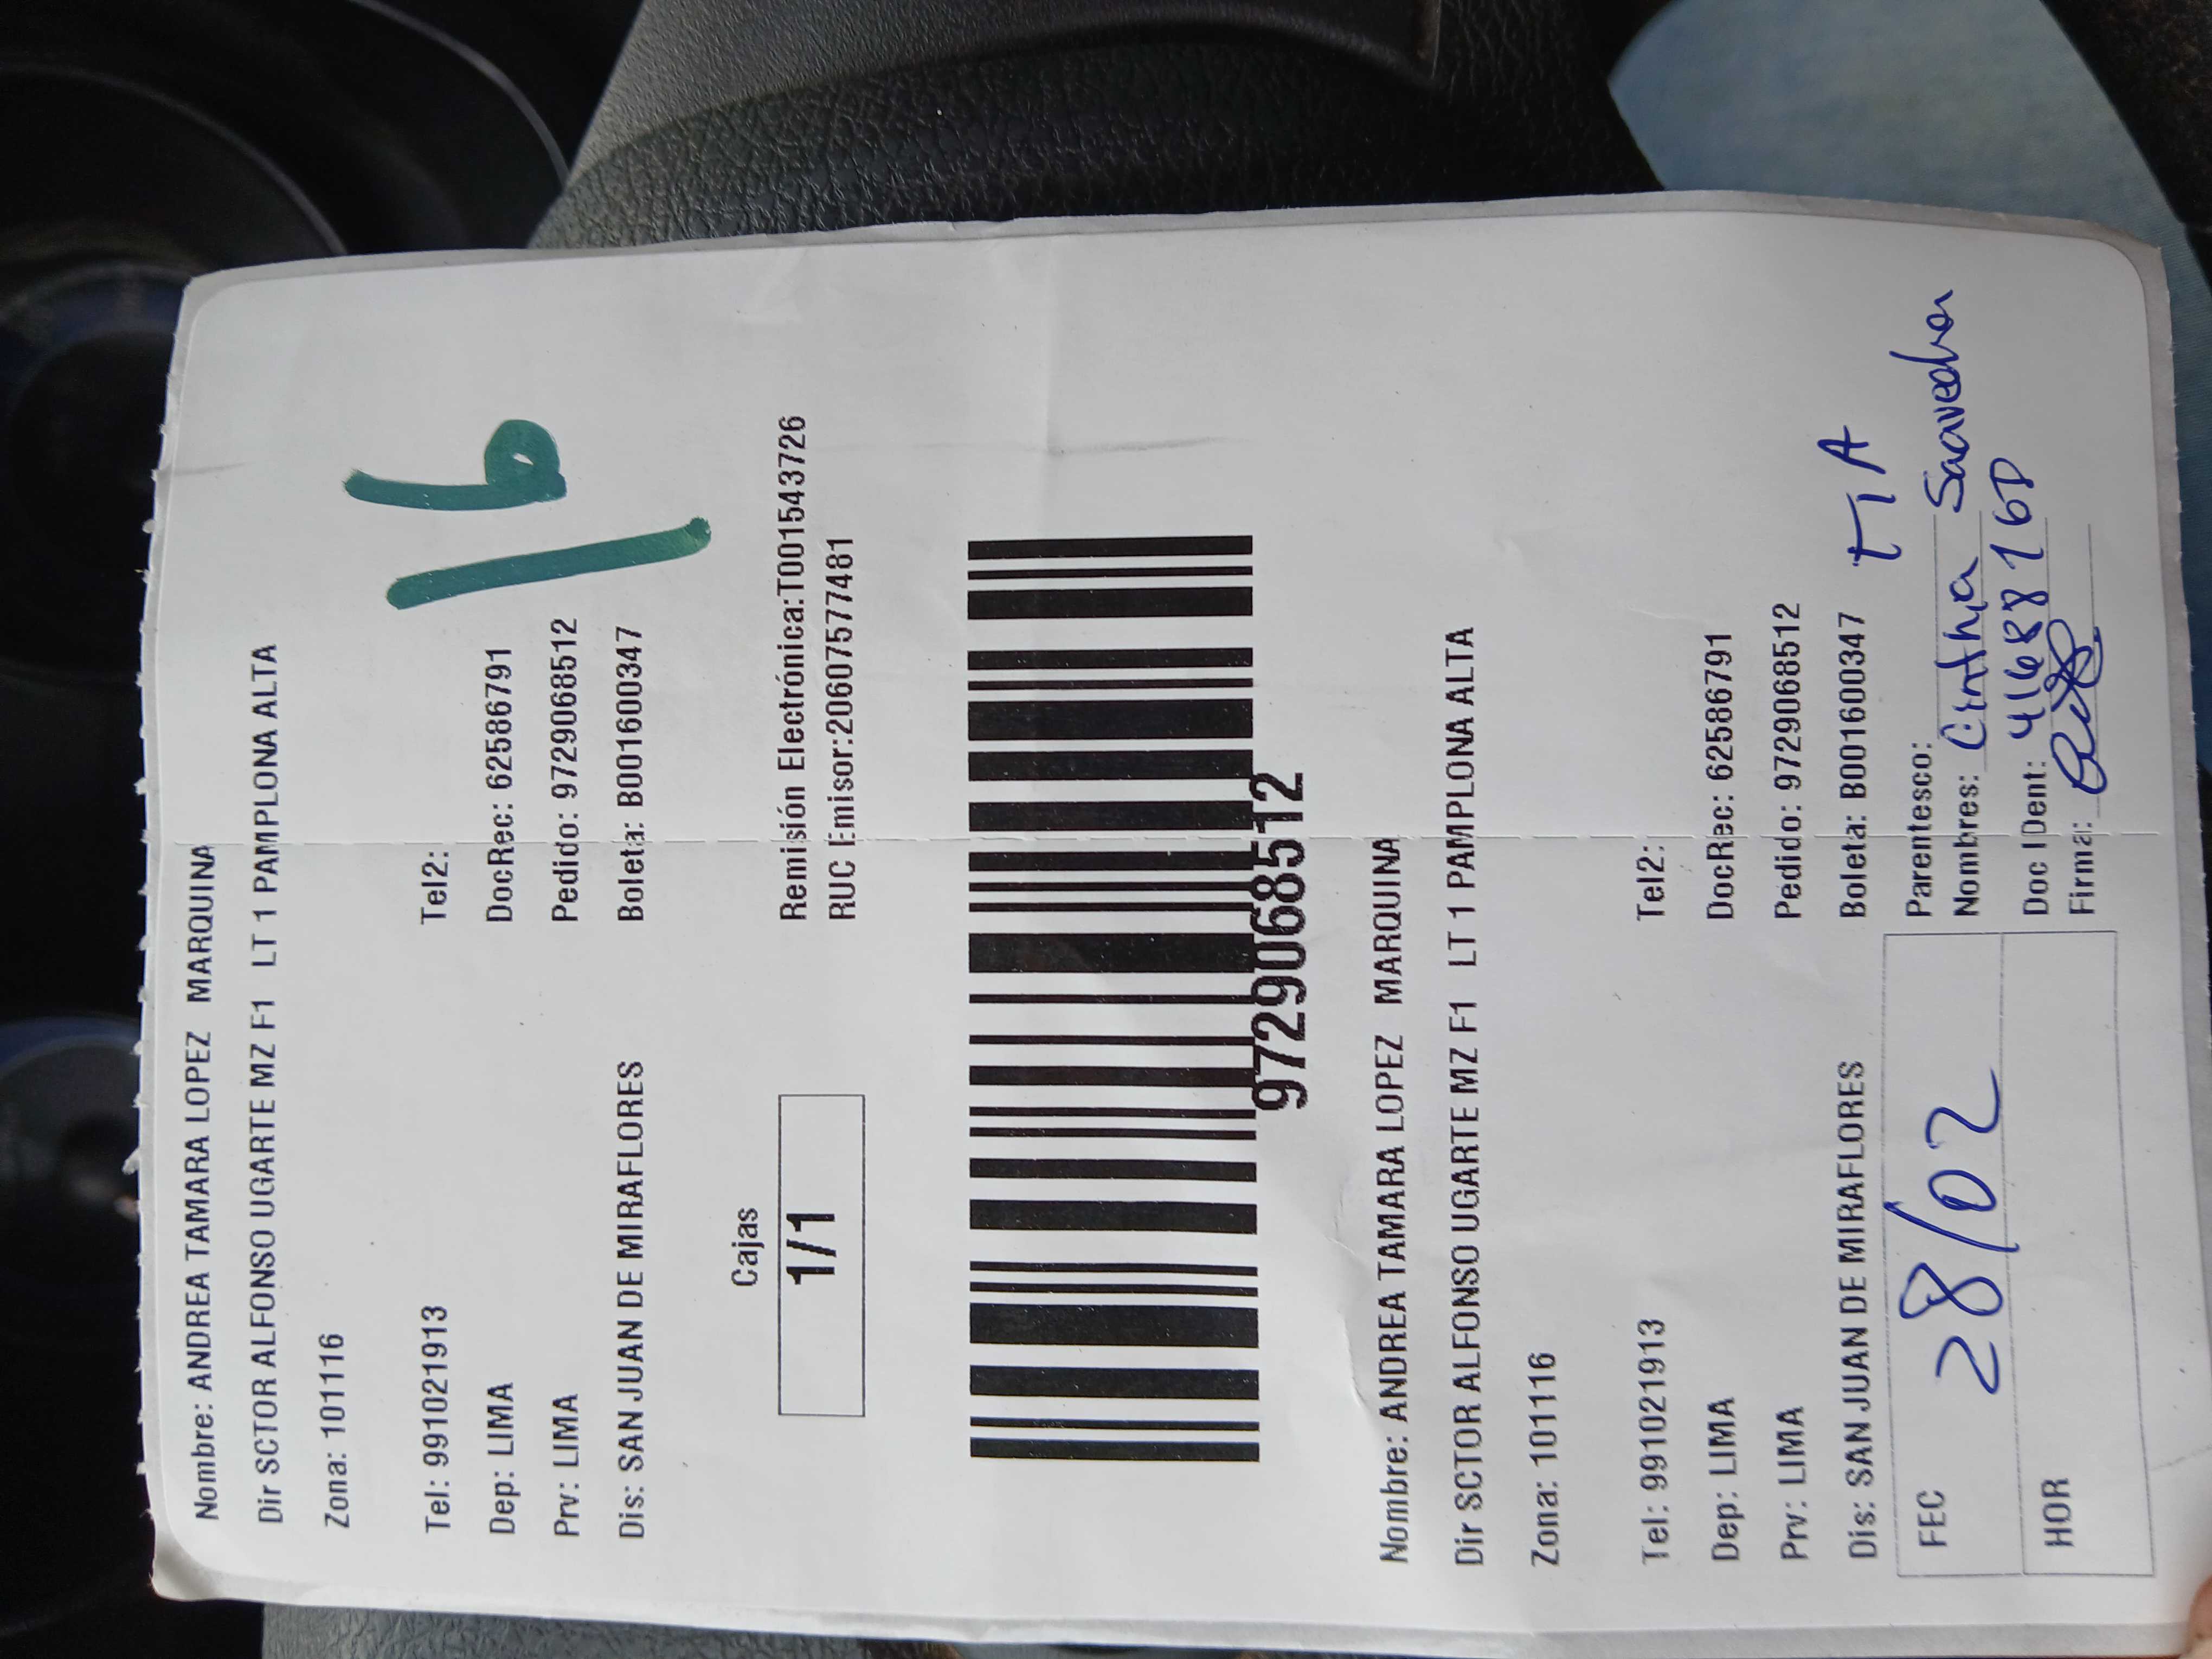 Nombre: ANDREA TAMARA LOPEZ MARQUINA
Dir SCTOR ALFONSO UGARTE MZ F1 LT 1 PAMPLONA ALTA
Zona: 101116
16
Tel: 991021913 Tel2:
Dep: LIMA DocRec: 62586791
Prv: LIMA Pedido: 9729068512
Dis: SAN JUAN DE MIRAFLORES Boleta: B001600347
Cajas
1/1
Remisión Electrónica:T001543726
RUC Emisor:20607577481
9729068512
Nombre: ANDREA TAMARA LOPEZ MARQUINA
Dir SCTOR ALFONSO UGARTE MZ F1 LT 1 PAMPLONA ALTA
Zona: 101116
Tel: 991021913 Tel2:
Dep: LIMA DocRec: 62586791
Prv: LIMA Pedido: 9729068512
Dis: SAN JUAN DE MIRAFLORES Boleta: B001600347
FEC 28/02
HOR
Parentesco: TIA
Nombres: Cinthia Saavedra
Doc IDent:
Firma: